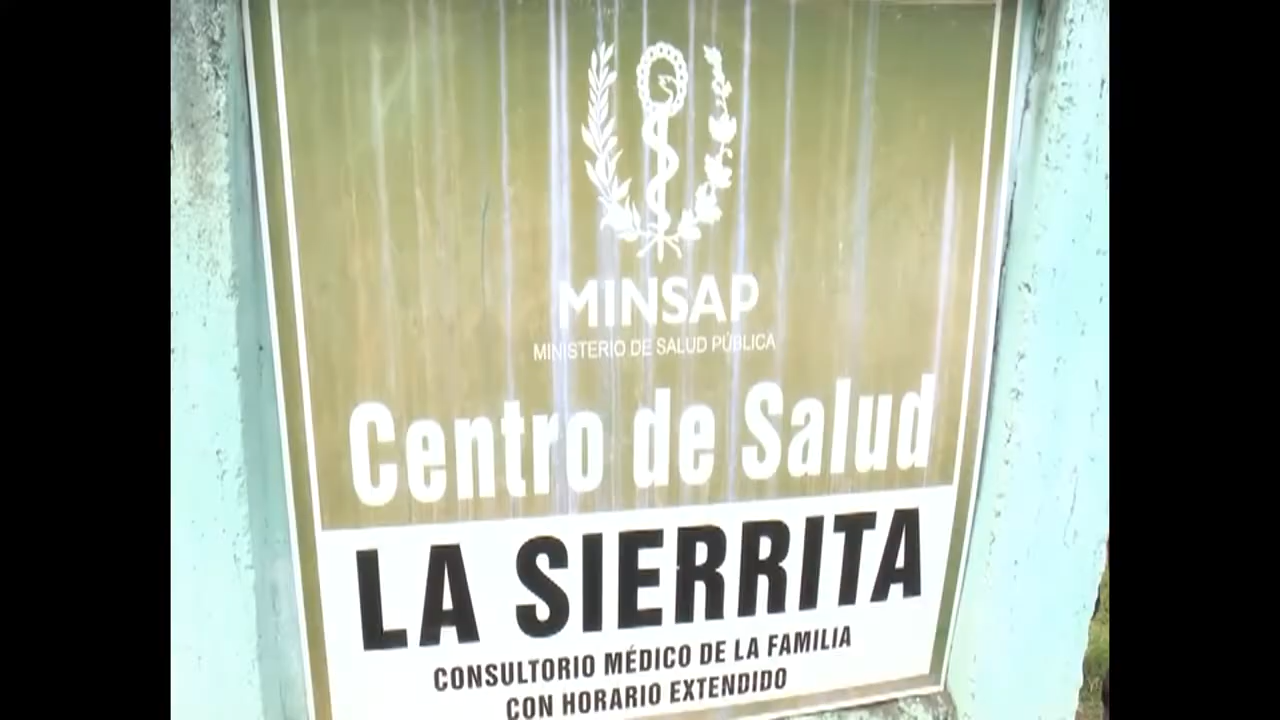 MINSAP
MINISTERIO DE SALUD PÚBLICA
Centro de Salud
LA SIERRITA
CONSULTORIO MÉDICO DE LA FAMILIA
CON HORARIO EXTENDIDO